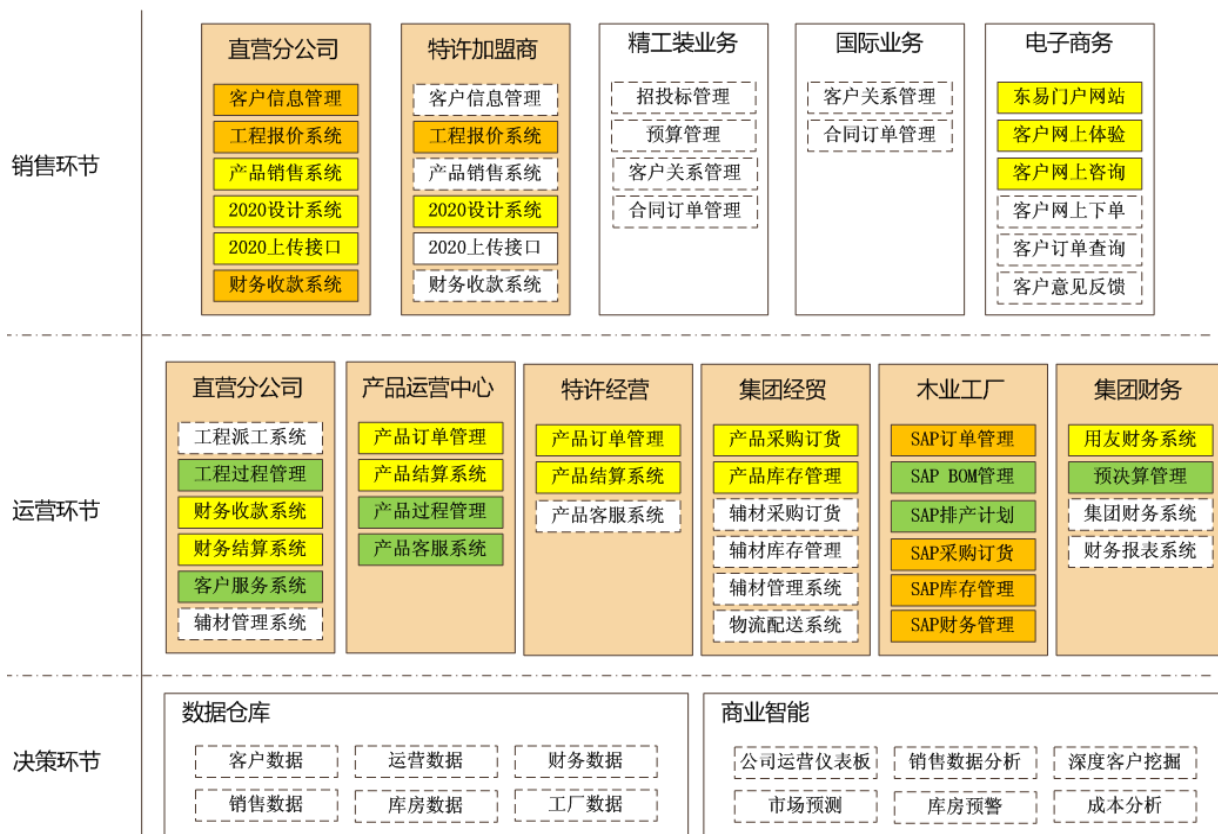 销售环节
直营分公司
客户信息管理
工程报价系统
产品销售系统
2020设计系统
2020上传接口
财务收款系统
特许加盟商
客户信息管理
工程报价系统
产品销售系统
2020设计系统
2020上传接口
财务收款系统
精工装业务
招投标管理
预算管理
客户关系管理
合同订单管理
国际业务
客户关系管理
合同订单管理
电子商务
东易门户网站
客户网上体验
客户网上咨询
客户网上下单
客户订单查询
客户意见反馈
运营环节
直营分公司
工程派工系统
工程过程管理
财务收款系统
财务结算系统
客户服务系统
辅材管理系统
产品运营中心
产品订单管理
产品结算系统
产品过程管理
产品客服系统
特许经营
产品订单管理
产品结算系统
产品客服系统
集团经贸
产品采购订货
产品库存管理
辅材采购订货
辅材库存管理
辅材管理系统
物流配送系统
木业工厂
SAP订单管理
SAP BOM管理
SAP排产计划
SAP采购订货
SAP库存管理
SAP财务管理
集团财务
用友财务系统
预决算管理
集团财务系统
财务报表系统
决策环节
数据仓库
客户数据
运营数据
财务数据
销售数据
库房数据
工厂数据
商业智能
公司运营仪表板
销售数据分析
深度客户挖掘
市场预测
库房预警
成本分析